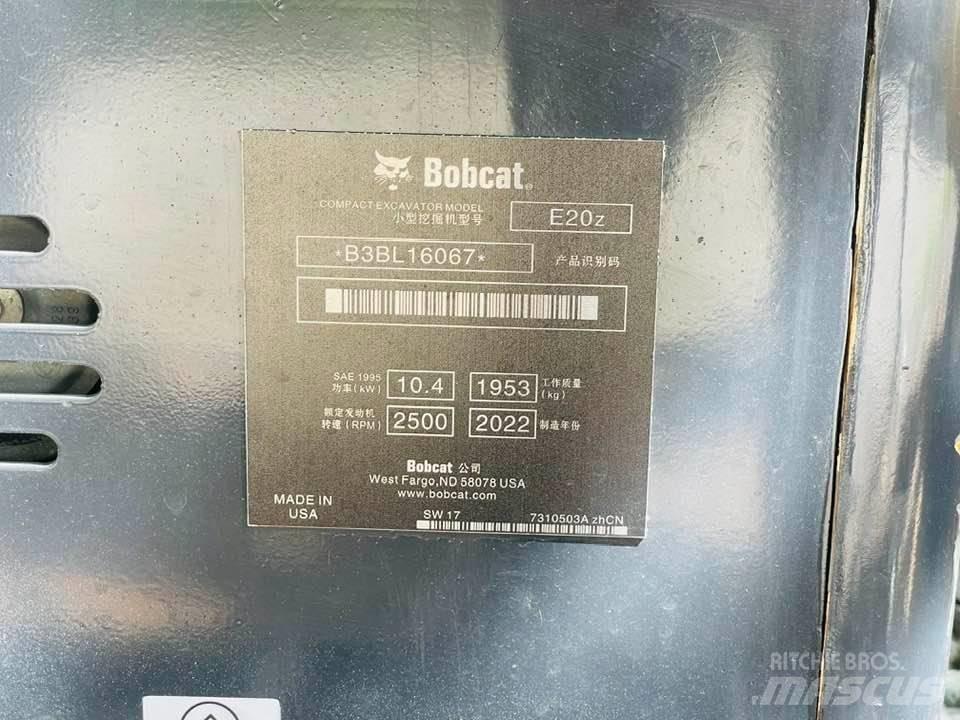 Bobcat®
COMPACT EXCAVATOR MODEL
小型挖掘机型号
E20z
*B3BL16067*
产品识别码
SAE 1995
功率(kW)
10.4
1953
工作质量
(kg)
额定发动机
转速(RPM)
2500
2022
制造年份
Bobcat 公司
West Fargo,ND 58078 USA
www.bobcat.com
MADE IN
USA
SW 17
7310503A zhCN
RITCHIE BROS.
MASCUS